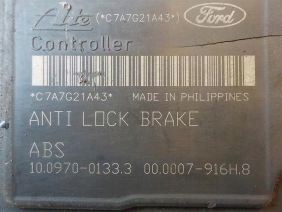 Ate (*C7A7G21A43*) Ford
Controller
*C7A7G21A43* MADE IN PHILIPPINES
ANTI LOCK BRAKE
ABS
10.0970-0133.3 00.0007-916H.8